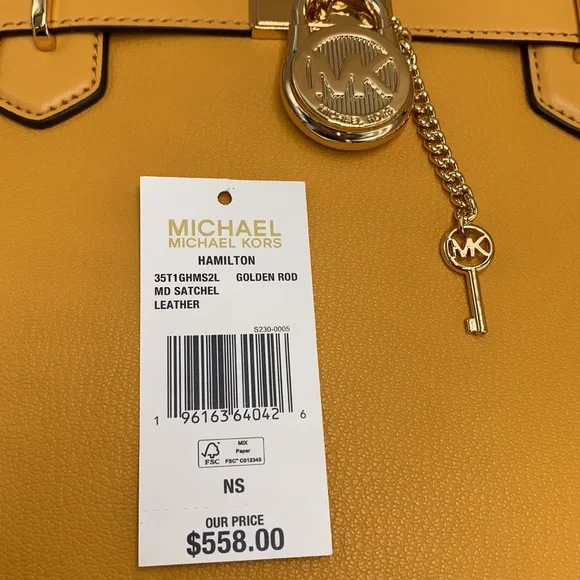 MK
MICHAEL KORS
MK
MICHAEL
MICHAEL KORS
HAMILTON
35T1GHMS2L GOLDEN ROD
MD SATCHEL
LEATHER
S230-0005
1 96163 64042 6
FSC
MIX
Paper
FSC™ C012345
NS
OUR PRICE
$558.00